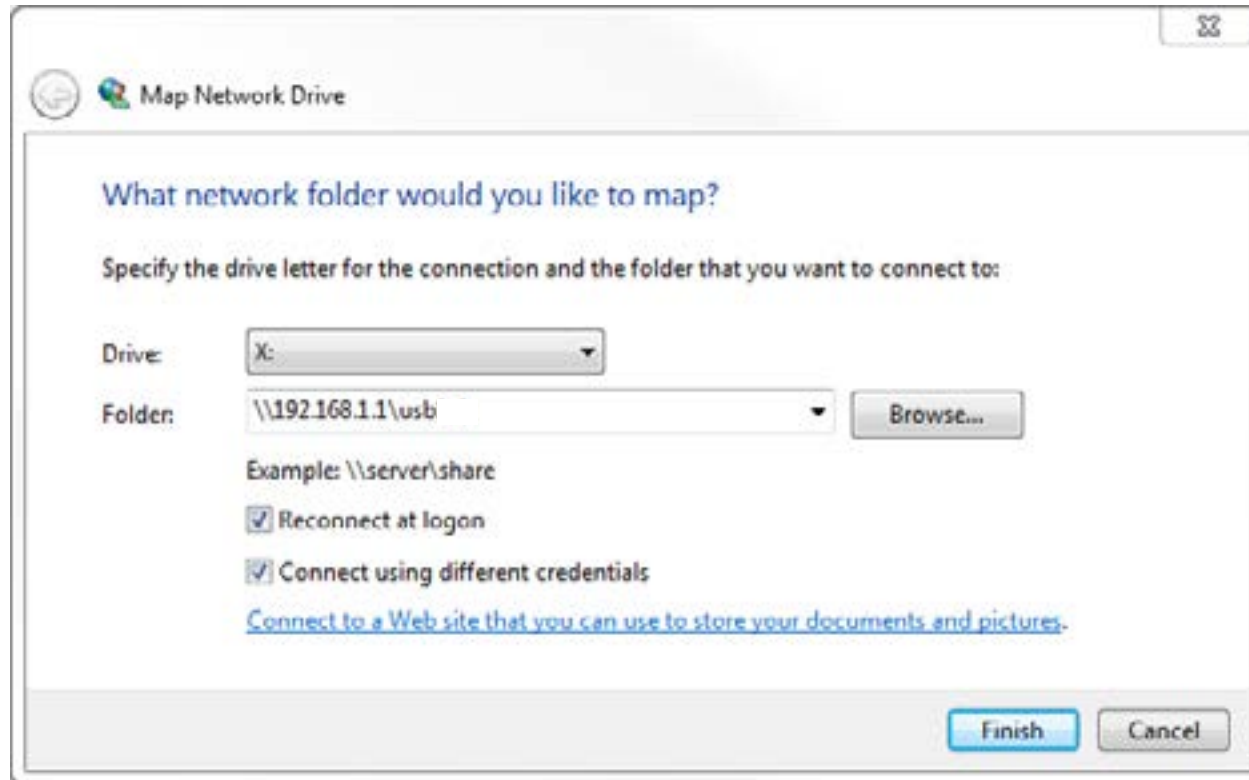 Map Network Drive
What network folder would you like to map?
Specify the drive letter for the connection and the folder that you want to connect to:
Drive: X:
Folder: \\192.168.1.1\usb Browse...
Example: \\server\share
Reconnect at logon
Connect using different credentials
Connect to a Web site that you can use to store your documents and pictures.
Finish Cancel